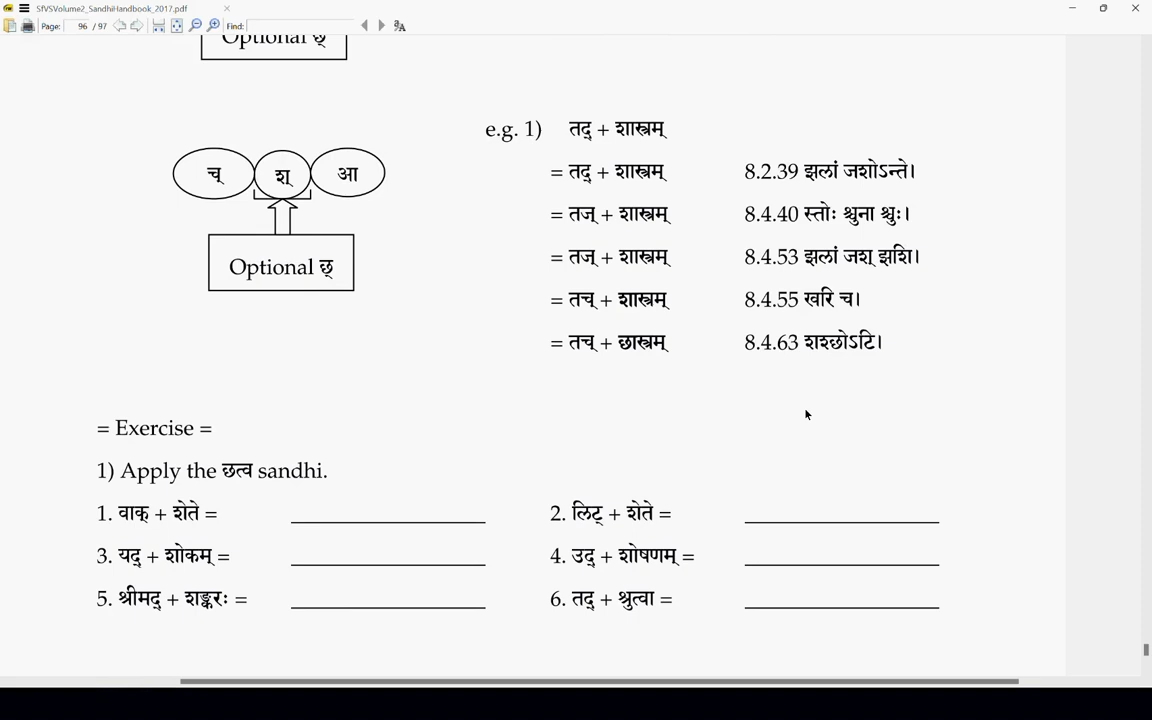 SfVSVolume2_SandhiHandbook_2017.pdf
Page: 96 / 97 Find:
Optional छ्
e.g. 1) तद् + शास्त्रम्
= तद् + शास्त्रम् 8.2.39 झलां जशोऽन्ते।
= तज् + शास्त्रम् 8.4.40 स्तोः श्चुना श्चुः।
= तज् + शास्त्रम् 8.4.53 झलां जश् झशि।
= तच् + शास्त्रम् 8.4.55 खरि च।
= तच् + छास्त्रम् 8.4.63 शश्छोऽटि।
च् श् आ
Optional छ्
= Exercise =
1) Apply the छत्व sandhi.
1. वाक् + शेते = 2. लिट् + शेते =
3. यद् + शोकम् = 4. उद् + शोषणम् =
5. श्रीमद् + शङ्करः = 6. तद् + श्रुत्वा =